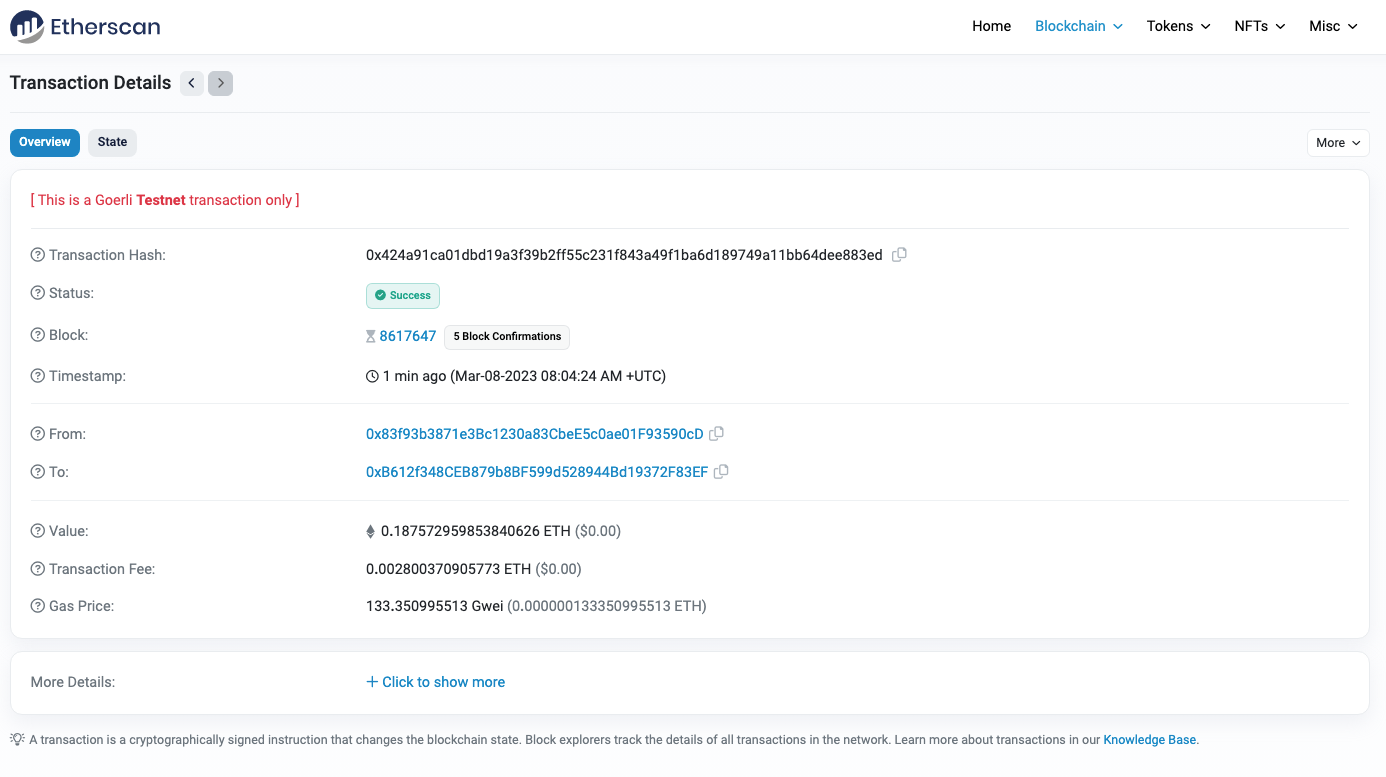 Etherscan
Home Blockchain Tokens NFTs Misc
Transaction Details
Overview State More
[ This is a Goerli Testnet transaction only ]
Transaction Hash: 0x424a91ca01dbd19a3f39b2ff55c231f843a49f1ba6d189749a11bb64dee883ed
Status: Success
Block: 8617647 5 Block Confirmations
Timestamp: 1 min ago (Mar-08-2023 08:04:24 AM +UTC)
From: 0x83f93b3871e3Bc1230a83CbeE5c0ae01F93590cD
To: 0xB612f348CEB879b8BF599d528944Bd19372F83EF
Value: 0.187572959853840626 ETH ($0.00)
Transaction Fee: 0.002800370905773 ETH ($0.00)
Gas Price: 133.350995513 Gwei (0.000000133350995513 ETH)
More Details: + Click to show more
A transaction is a cryptographically signed instruction that changes the blockchain state. Block explorers track the details of all transactions in the network. Learn more about transactions in our Knowledge Base.